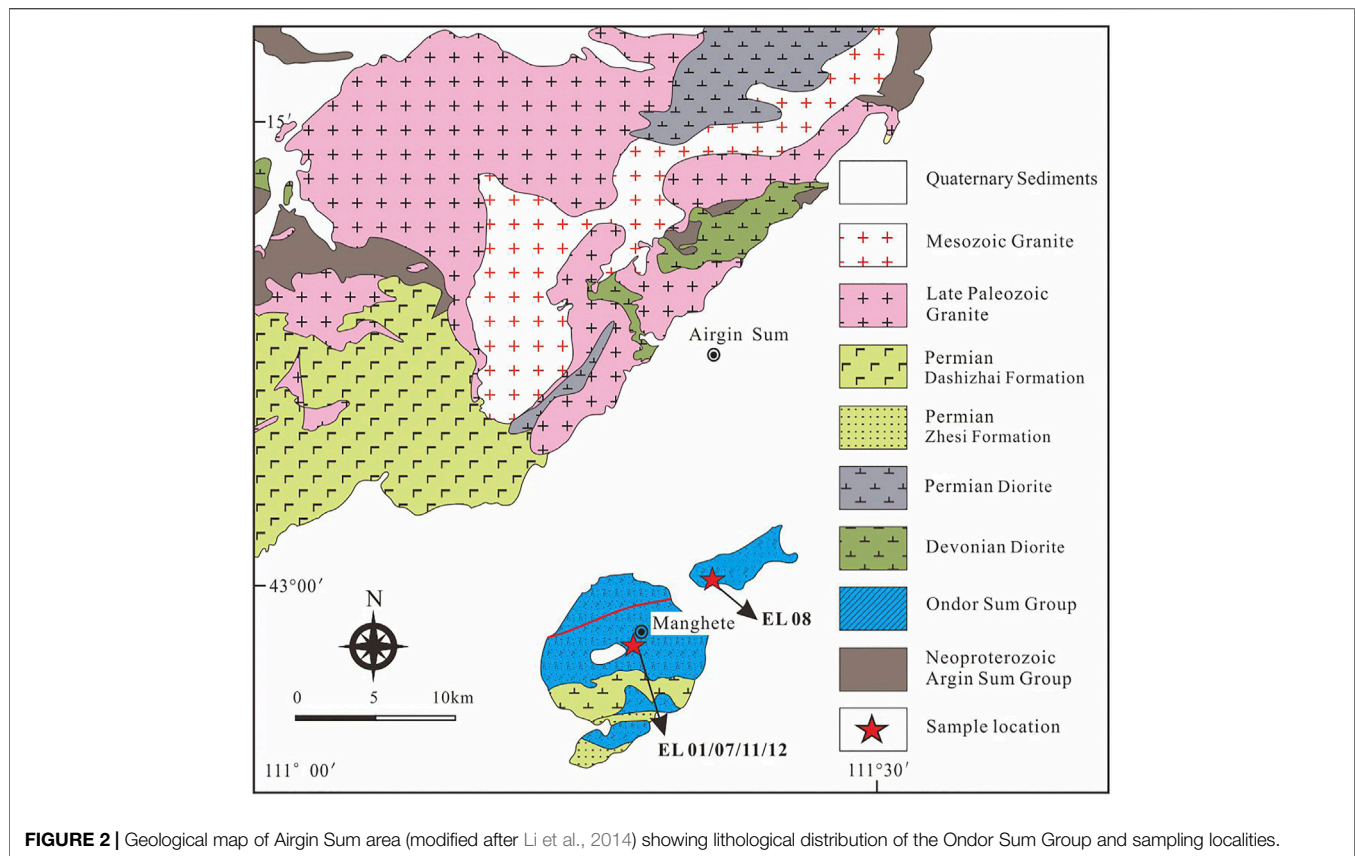 15′
Quaternary Sediments
Mesozoic Granite
Late Paleozoic
Granite
Airgin Sum
Permian
Dashizhai Formation
Permian
Zhesi Formation
Permian Diorite
Devonian Diorite
43°00′
Ondor Sum Group
EL 08
N
Manghete
Neoproterozoic
Argin Sum Group
0 5 10km
Sample location
EL 01/07/11/12
111° 00′
111°30′
FIGURE 2 | Geological map of Airgin Sum area (modified after Li et al., 2014) showing lithological distribution of the Ondor Sum Group and sampling localities.